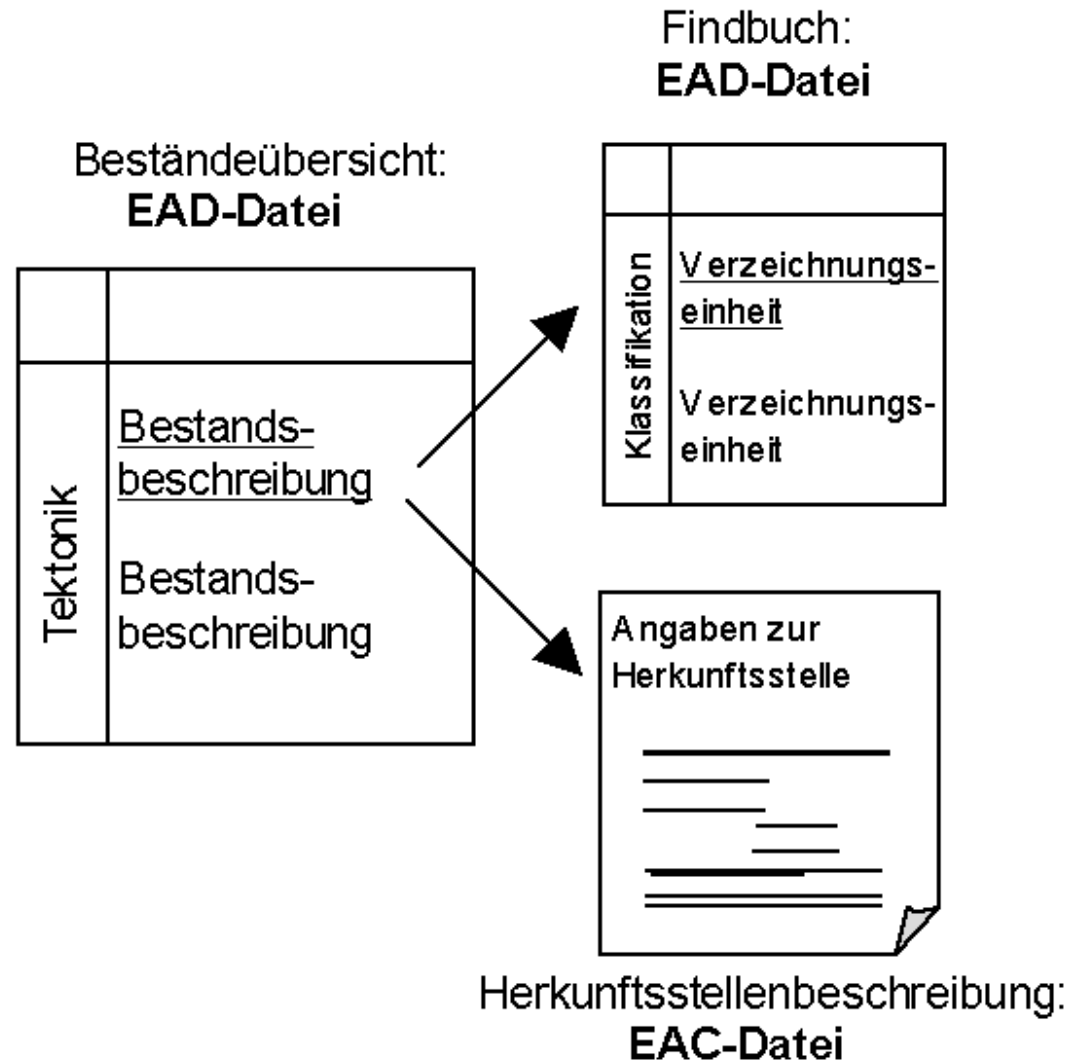 Beständeübersicht:
EAD-Datei
Tektonik
Bestands-
beschreibung
Bestands-
beschreibung
Findbuch:
EAD-Datei
Klassifikation
Verzeichnungs-
einheit
Verzeichnungs-
einheit
Angaben zur
Herkunftsstelle
Herkunftsstellenbeschreibung:
EAC-Datei